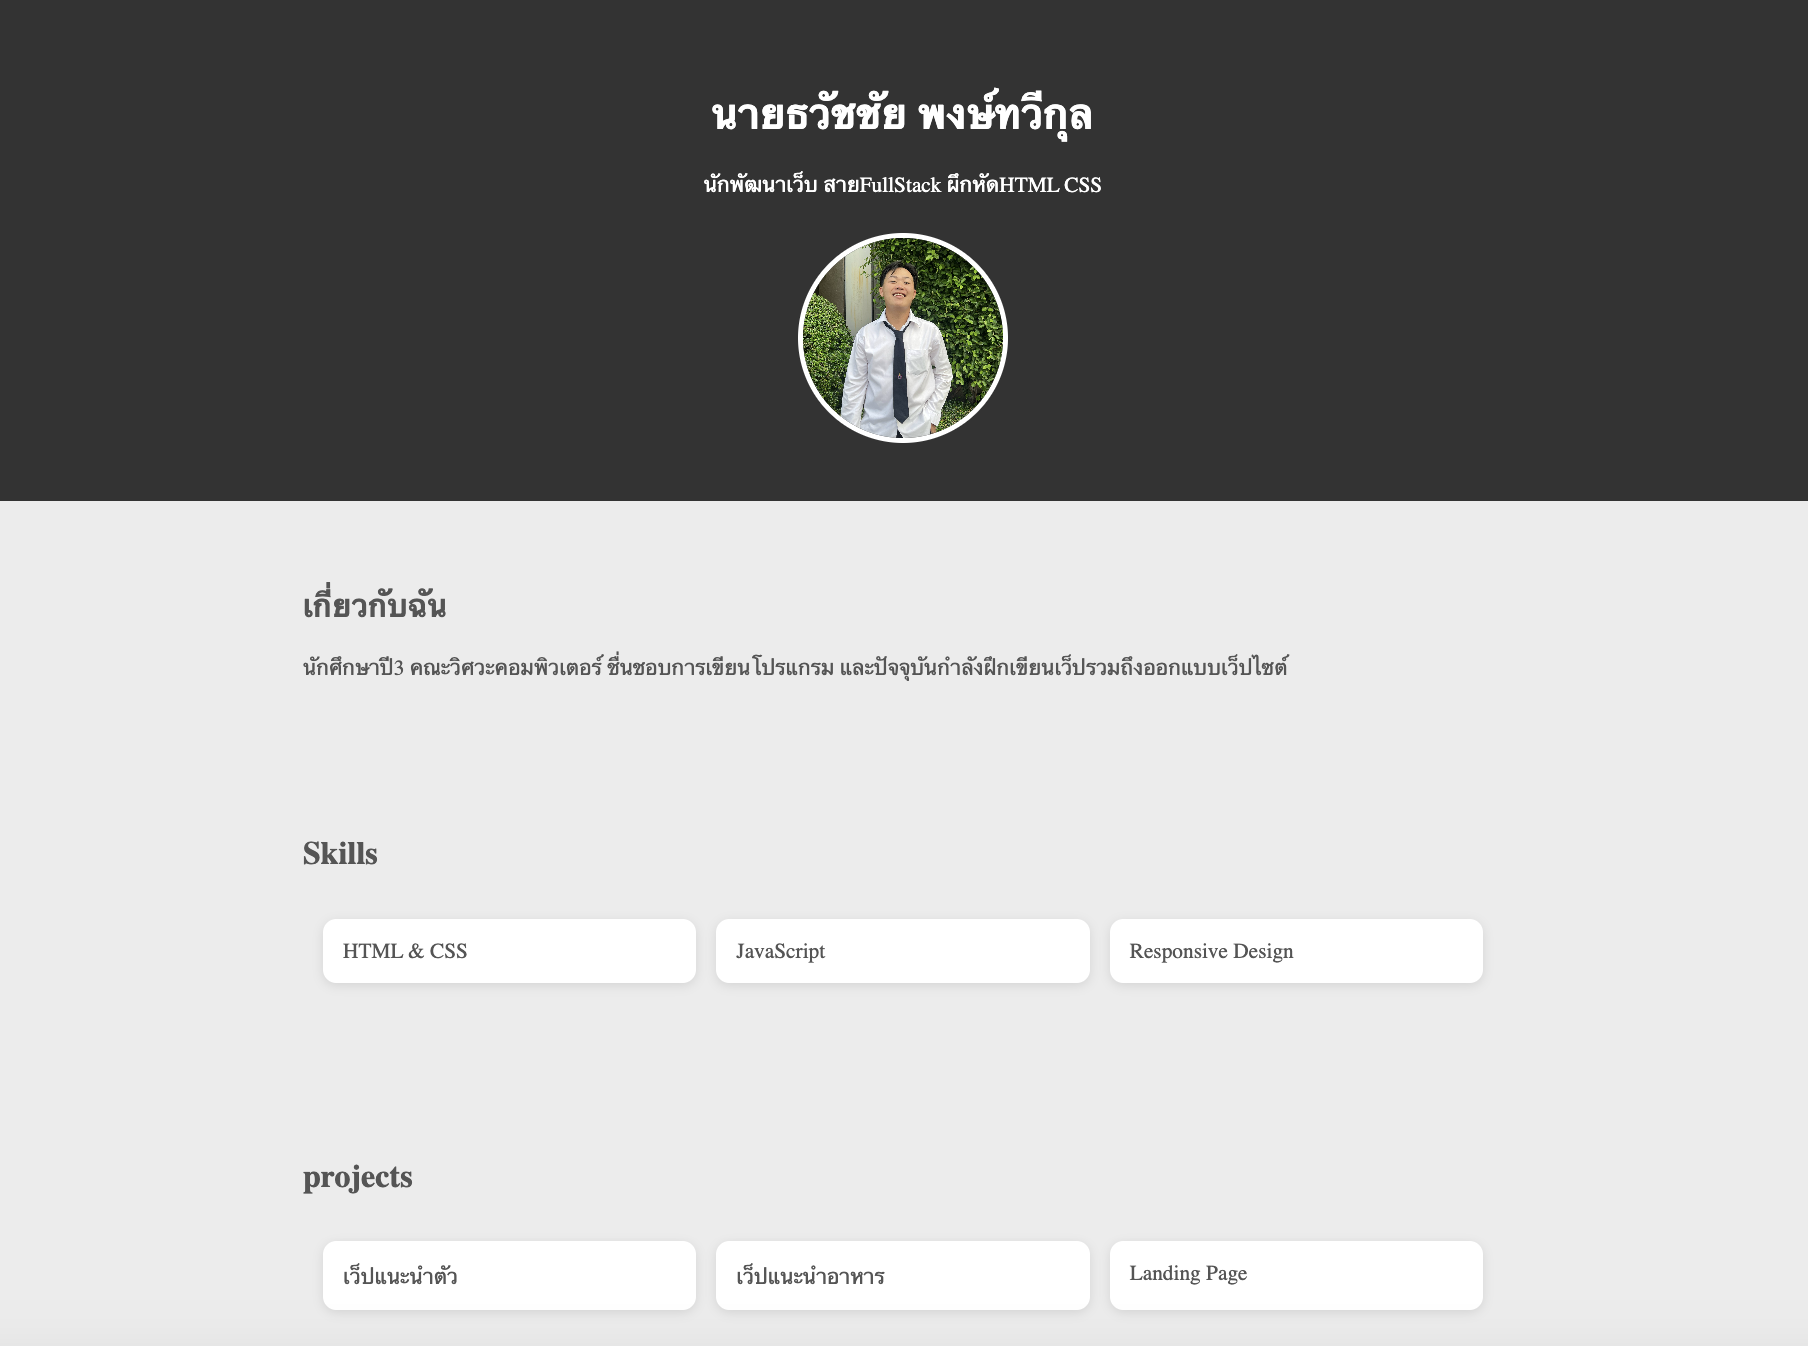 นายธวัชชัย พงษ์ทวีกุล
นักพัฒนาเว็บ สายFullStack ฝึกหัดHTML CSS
เกี่ยวกับฉัน
นักศึกษาปี3 คณะวิศวะคอมพิวเตอร์ ชื่นชอบการเขียนโปรแกรม และปัจจุบันกำลังฝึกเขียนเว็ปรวมถึงออกแบบเว็ปไซต์
Skills
HTML & CSS
JavaScript
Responsive Design
projects
เว็ปแนะนำตัว
เว็ปแนะนำอาหาร
Landing Page